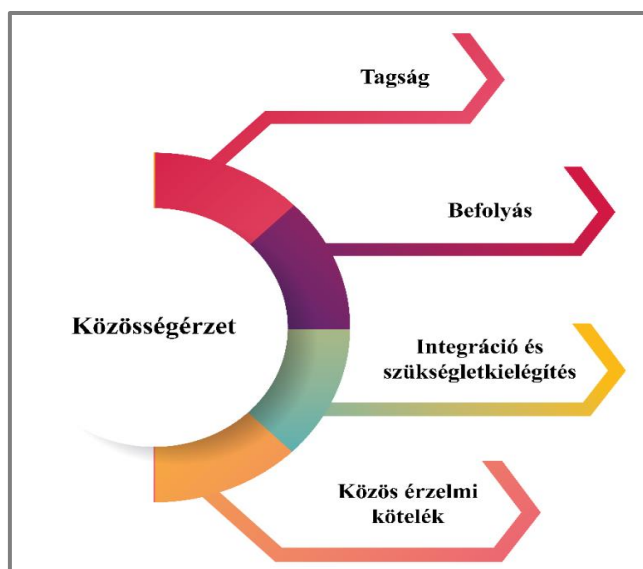 Tagság
Befolyás
Közösségérzet
Integráció és
szükségletkielégítés
Közös érzelmi
kötelék